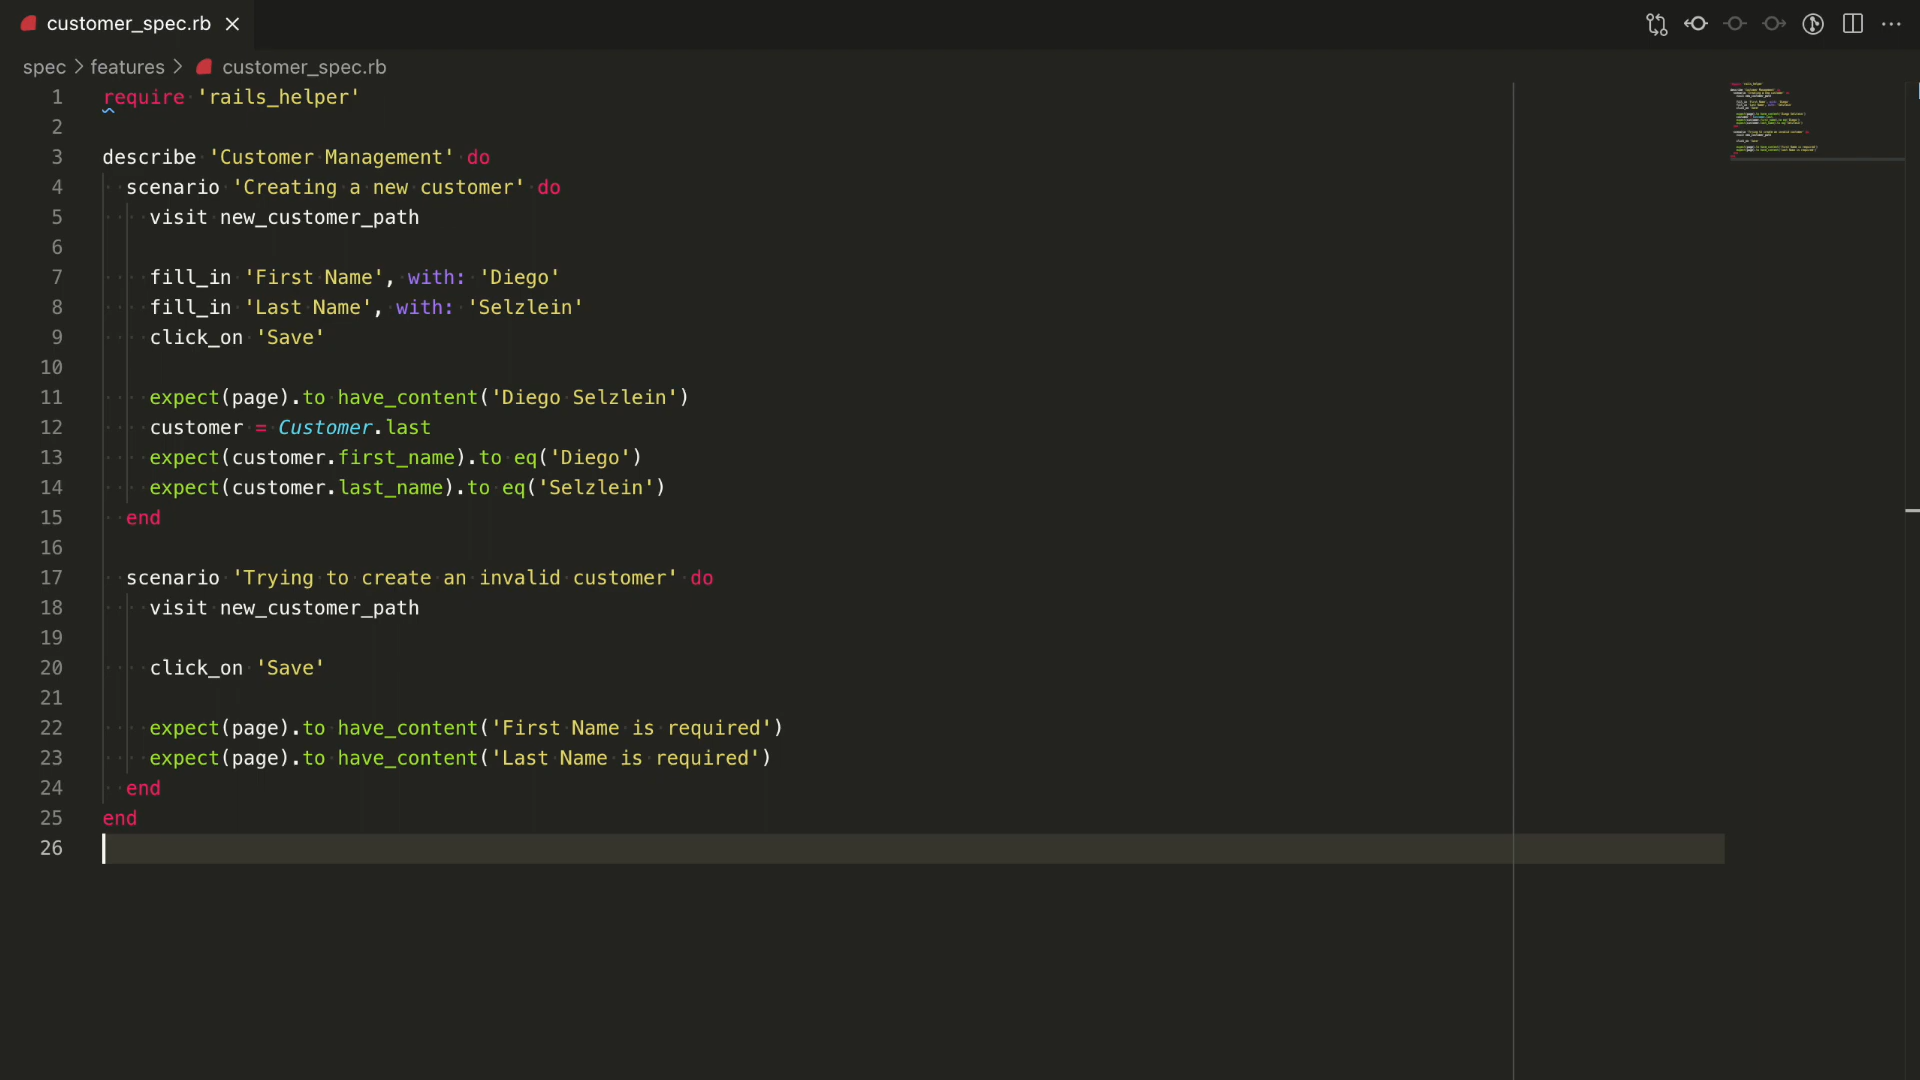 customer_spec.rb
spec > features > customer_spec.rb
1 require 'rails_helper'
2
3 describe 'Customer Management' do
4   scenario 'Creating a new customer' do
5     visit new_customer_path
6
7     fill_in 'First Name', with: 'Diego'
8     fill_in 'Last Name', with: 'Selzlein'
9     click_on 'Save'
10
11     expect(page).to have_content('Diego Selzlein')
12     customer = Customer.last
13     expect(customer.first_name).to eq('Diego')
14     expect(customer.last_name).to eq('Selzlein')
15   end
16
17   scenario 'Trying to create an invalid customer' do
18     visit new_customer_path
19
20     click_on 'Save'
21
22     expect(page).to have_content('First Name is required')
23     expect(page).to have_content('Last Name is required')
24   end
25 end
26